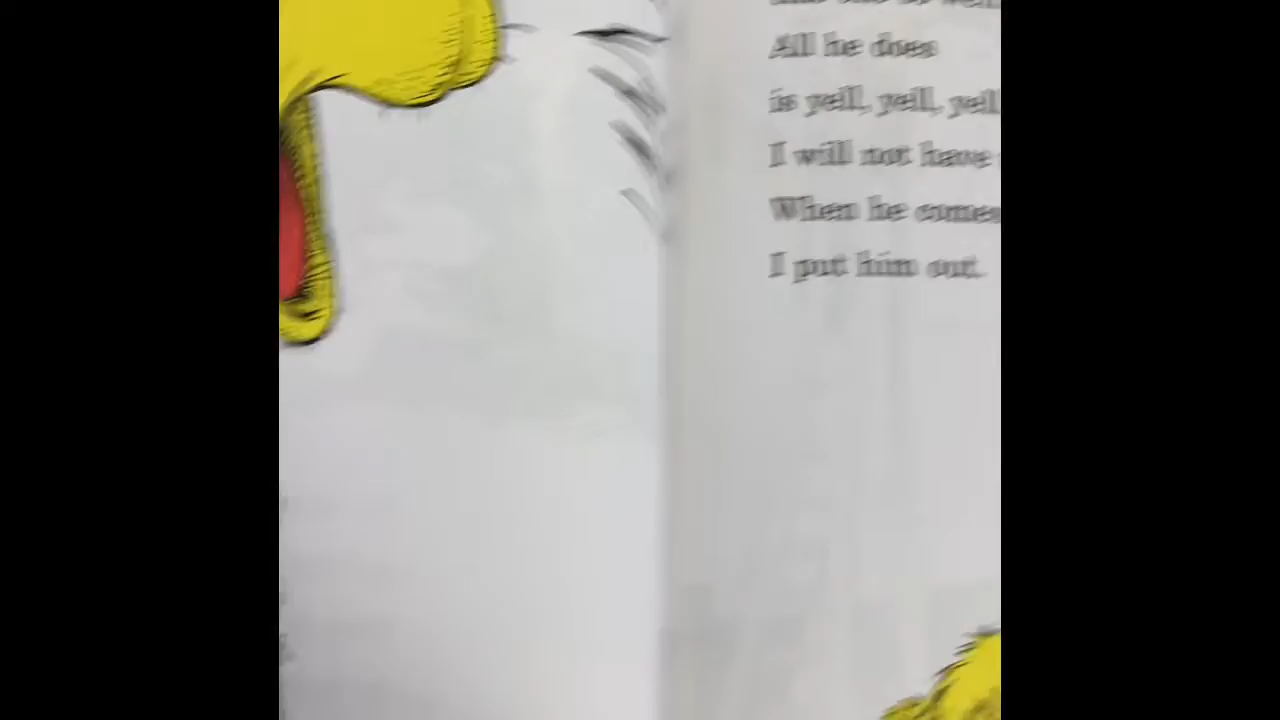 All he does
is yell, yell, yell
I will not have
When he comes
I put him out.